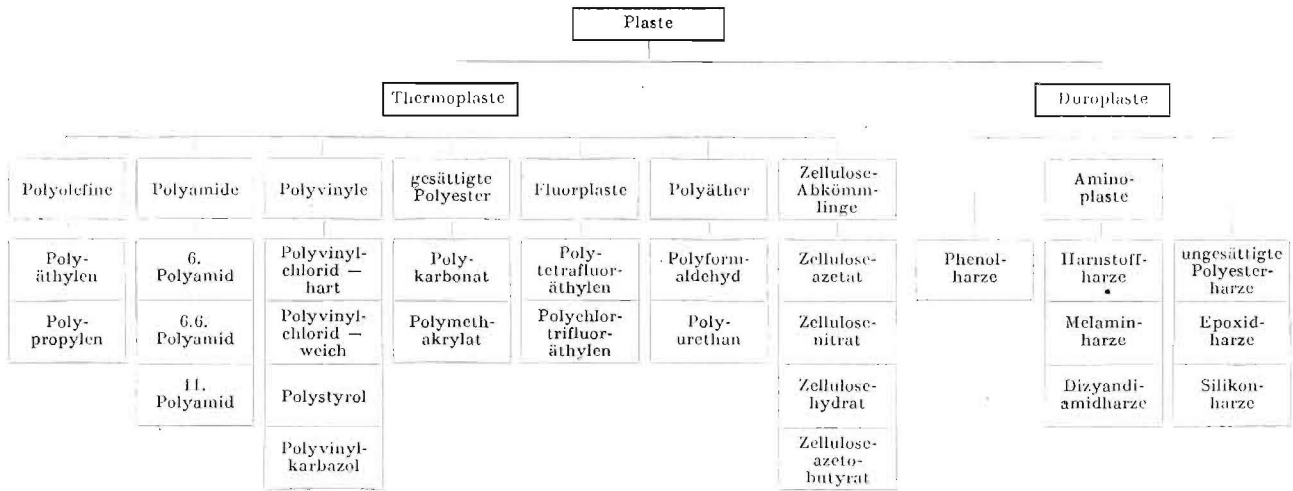 Plaste
Thermoplaste
Duroplaste
Polyolefine
Poly-
äthylen
Poly-
propylen
Polyamide
6.
Polyamid
6.6.
Polyamid
11.
Polyamid
Polyvinyle
Polyvinyl-
chlorid —
hart
Polyvinyl-
chlorid —
weich
Polystyrol
Polyvinyl-
karbazol
gesättigte
Polyester
Poly-
karbonat
Polymeth-
akrylat
Fluorplaste
Poly-
tetrafluor-
äthylen
Polychlor-
trifluor-
äthylen
Polyäther
Polyform-
aldehyd
Poly-
urethan
Zellulose-
Abkömm-
linge
Zellulose-
azetat
Zellulose-
nitrat
Zellulose-
hydrat
Zellulose-
azeto-
butyrat
Phenol-
harze
Amino-
plaste
Harnstoff-
harze
Melamin-
harze
Dizyandi-
amidharze
ungesättigte
Polyester-
harze
Epoxid-
harze
Silikon-
harze